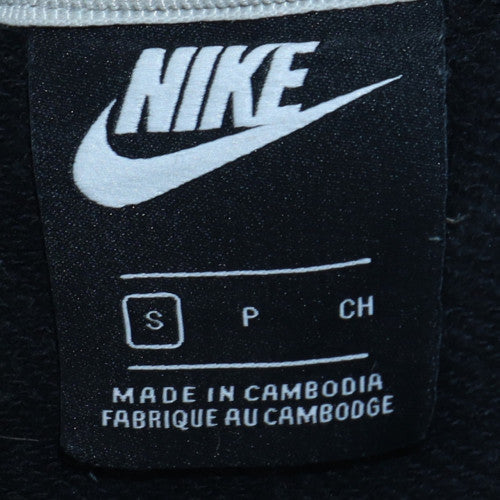 NIKE
S P CH
MADE IN CAMBODIA
FABRIQUE AU CAMBODGE